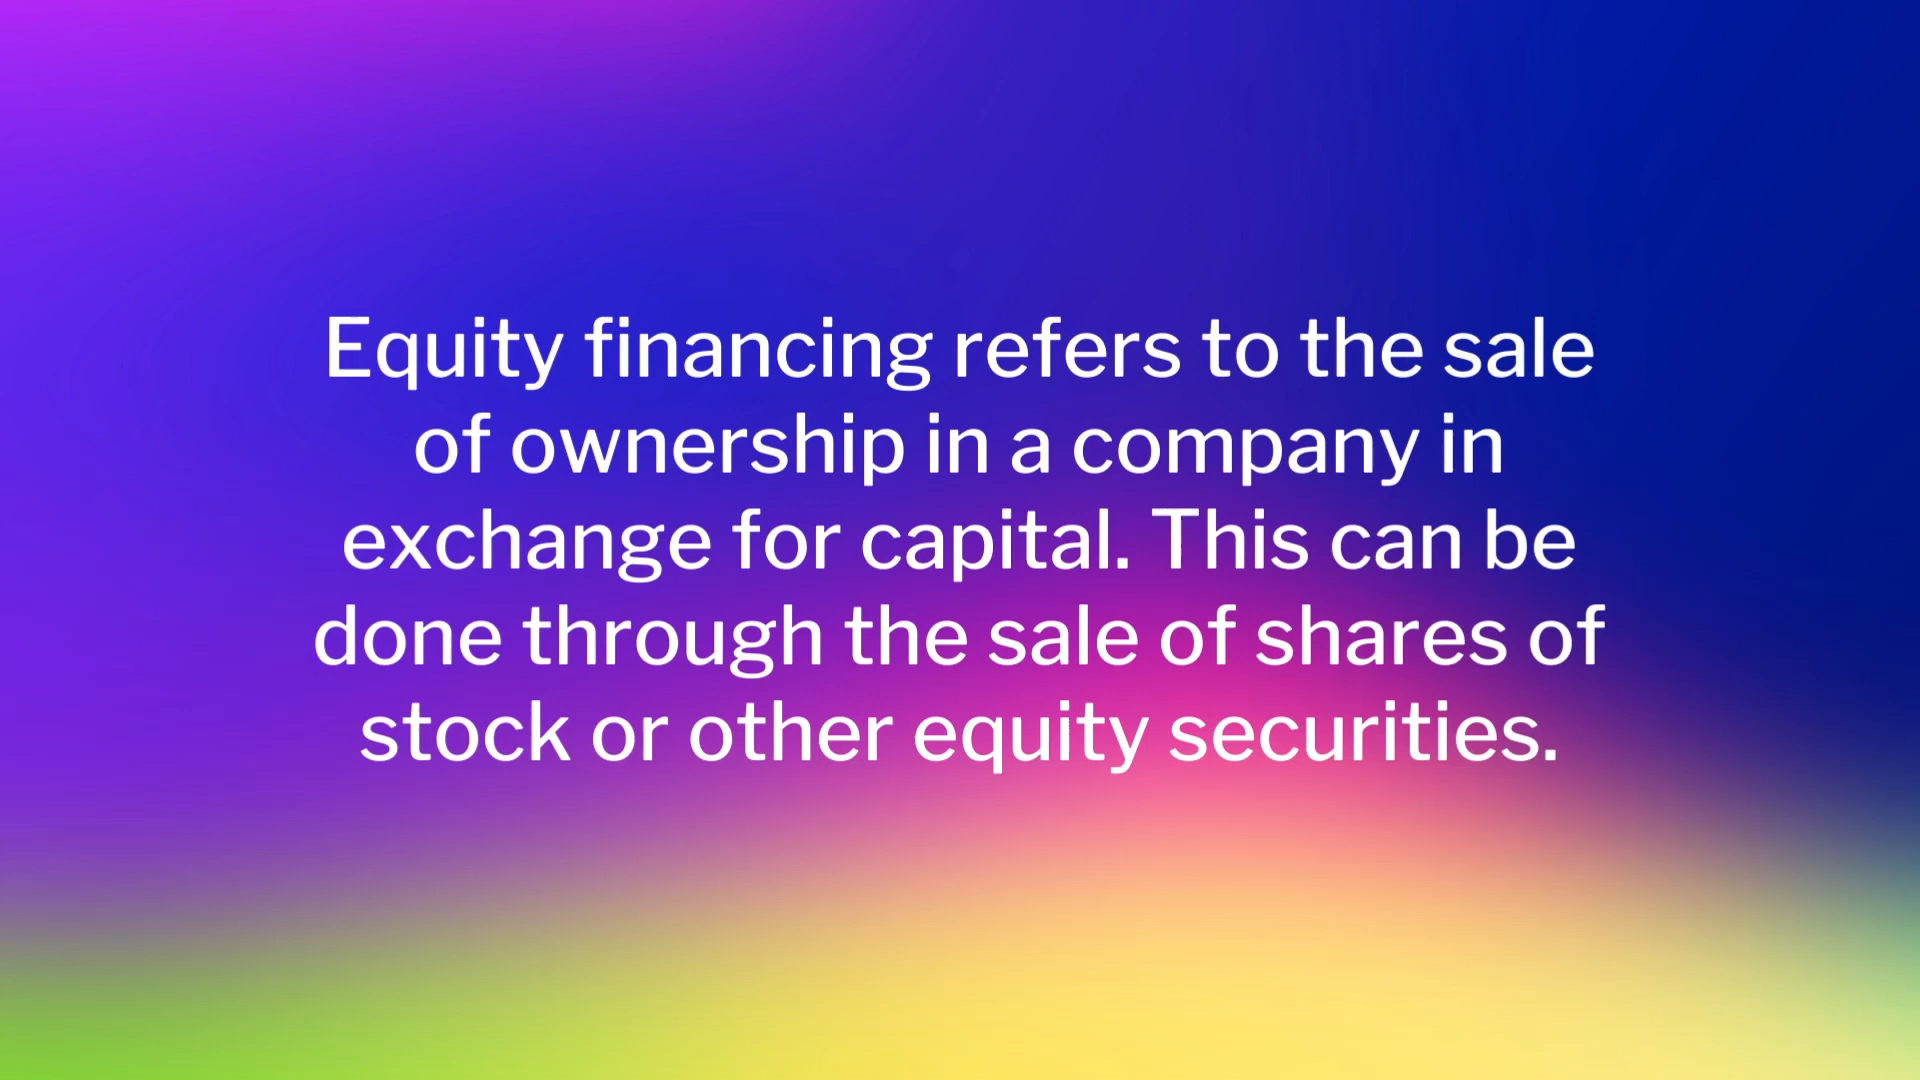 Equity financing refers to the sale
of ownership in a company in
exchange for capital. This can be
done through the sale of shares of
stock or other equity securities.